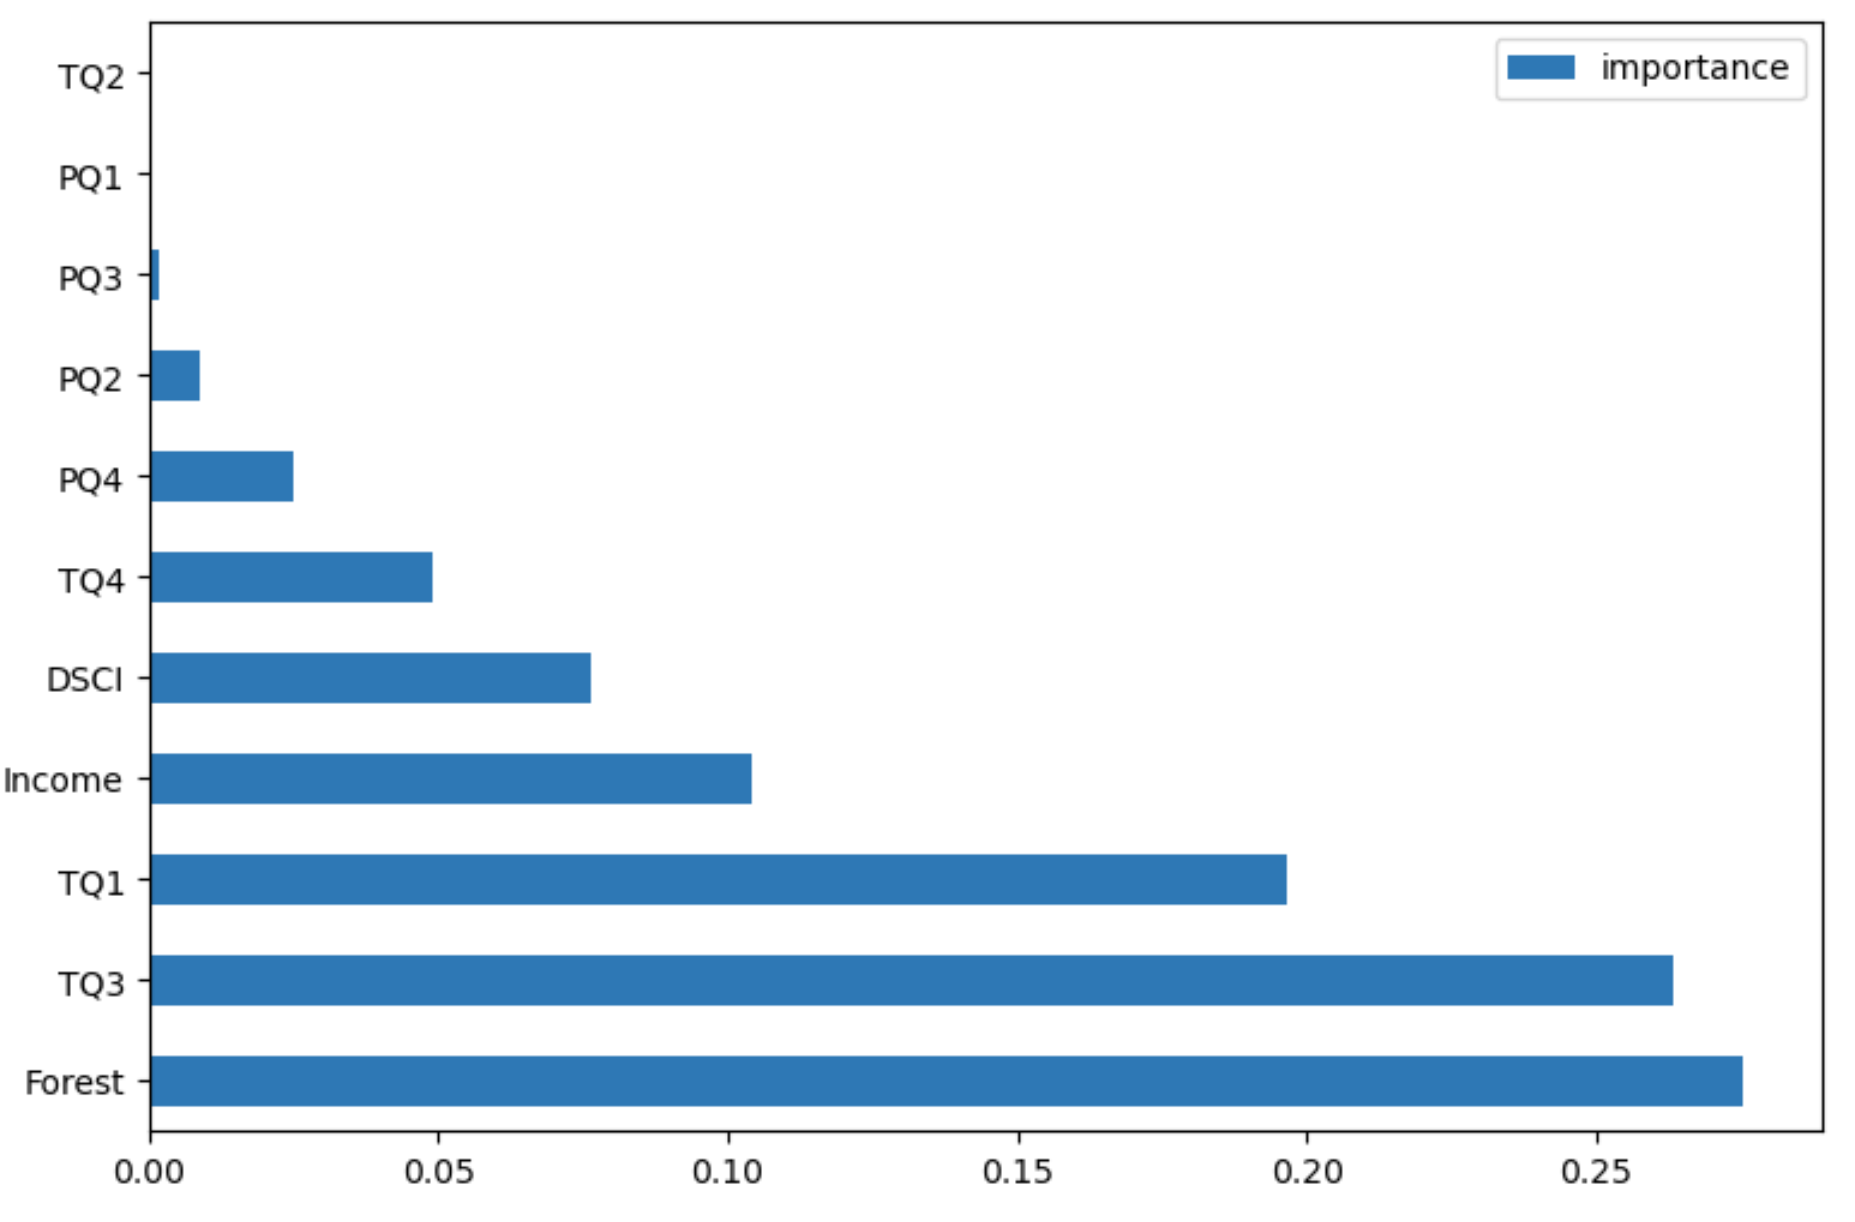 importance
TQ2
PQ1
PQ3
PQ2
PQ4
TQ4
DSCI
Income
TQ1
TQ3
Forest
0.00 0.05 0.10 0.15 0.20 0.25